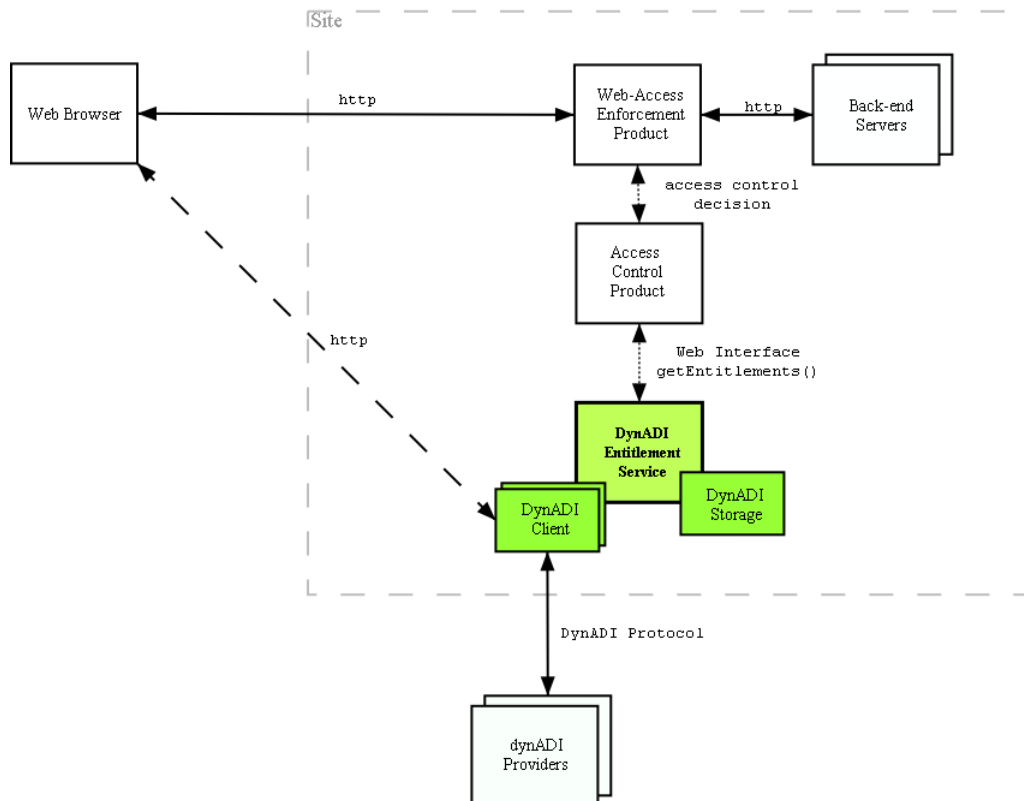 Site
Web Browser
http
Web-Access
Enforcement
Product
http
Back-end
Servers
access control
decision
Access
Control
Product
http
Web Interface
getEntitlements()
DynADI
Entitlement
Service
DynADI
Client
DynADI
Storage
DynADI Protocol
dynADI
Providers